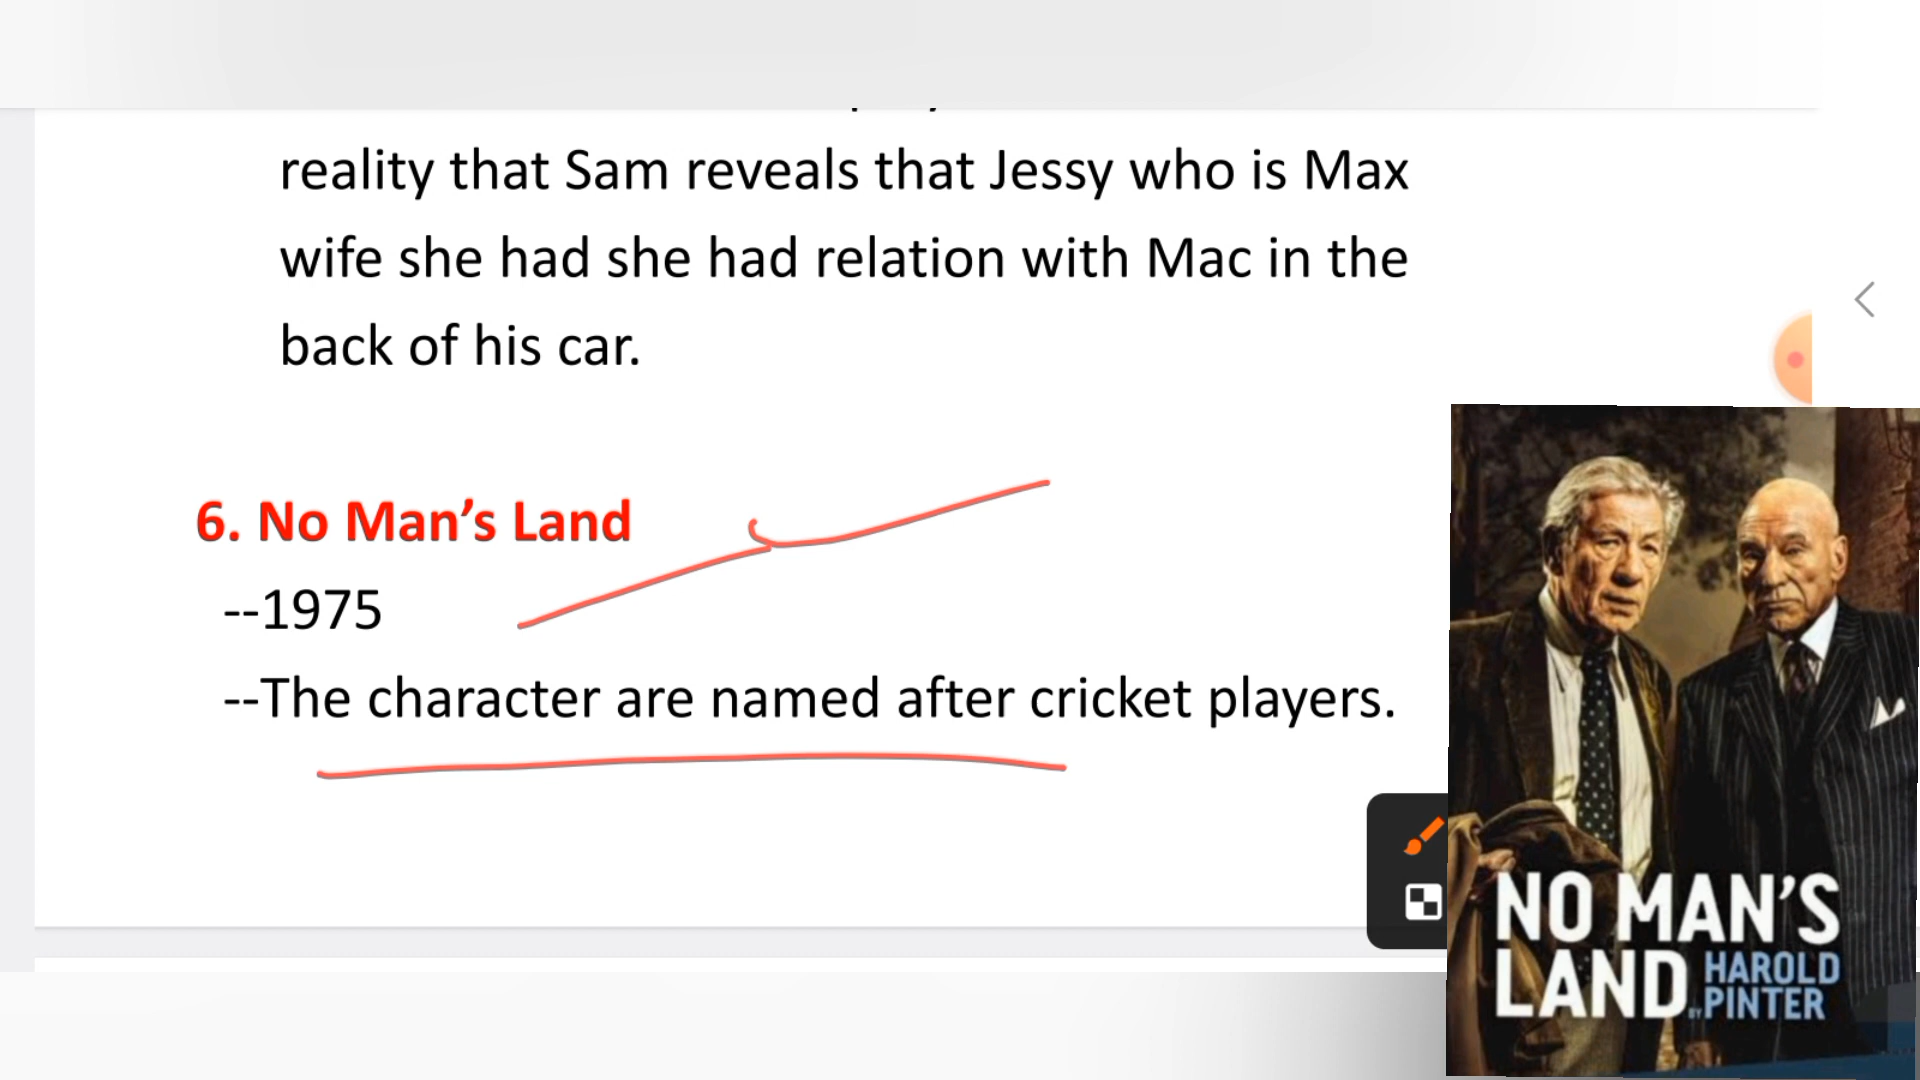 reality that Sam reveals that Jessy who is Max
wife she had she had relation with Mac in the
back of his car.
6. No Man's Land
--1975
--The character are named after cricket players.
NO MAN'S
LAND BY HAROLD
PINTER